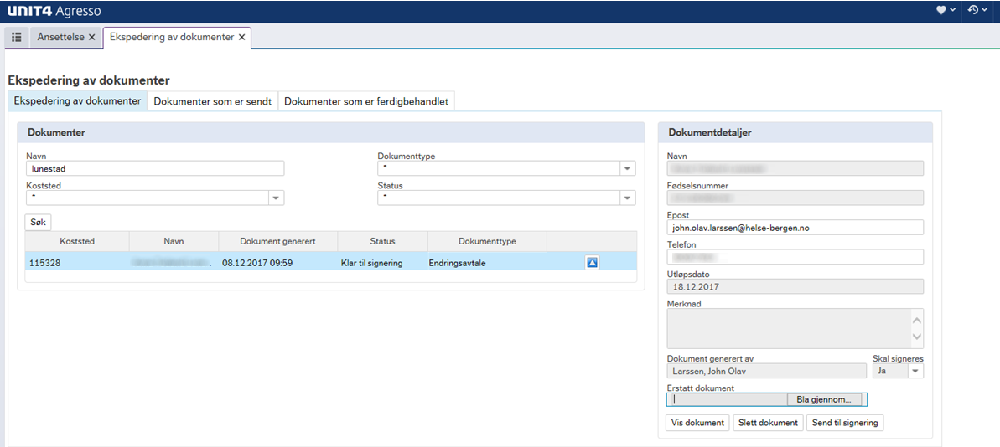 UNIT4 Agresso
Ansettelse
Ekspedering av dokumenter
Ekspedering av dokumenter
Ekspedering av dokumenter Dokumenter som er sendt Dokumenter som er ferdigbehandlet
Dokumenter
Navn Dokumenttype
lunestad *
Koststed Status
* *
Søk
Koststed Navn Dokument generert Status Dokumenttype
115328 . 08.12.2017 09:59 Klar til signering Endringsavtale
Dokumentdetaljer
Navn
Fødselsnummer
Epost
john.olav.larssen@helse-bergen.no
Telefon
Utløpsdato
18.12.2017
Merknad
Dokument generert av Skal signeres
Larssen, John Olav Ja
Erstatt dokument
Bla gjennom...
Vis dokument Slett dokument Send til signering